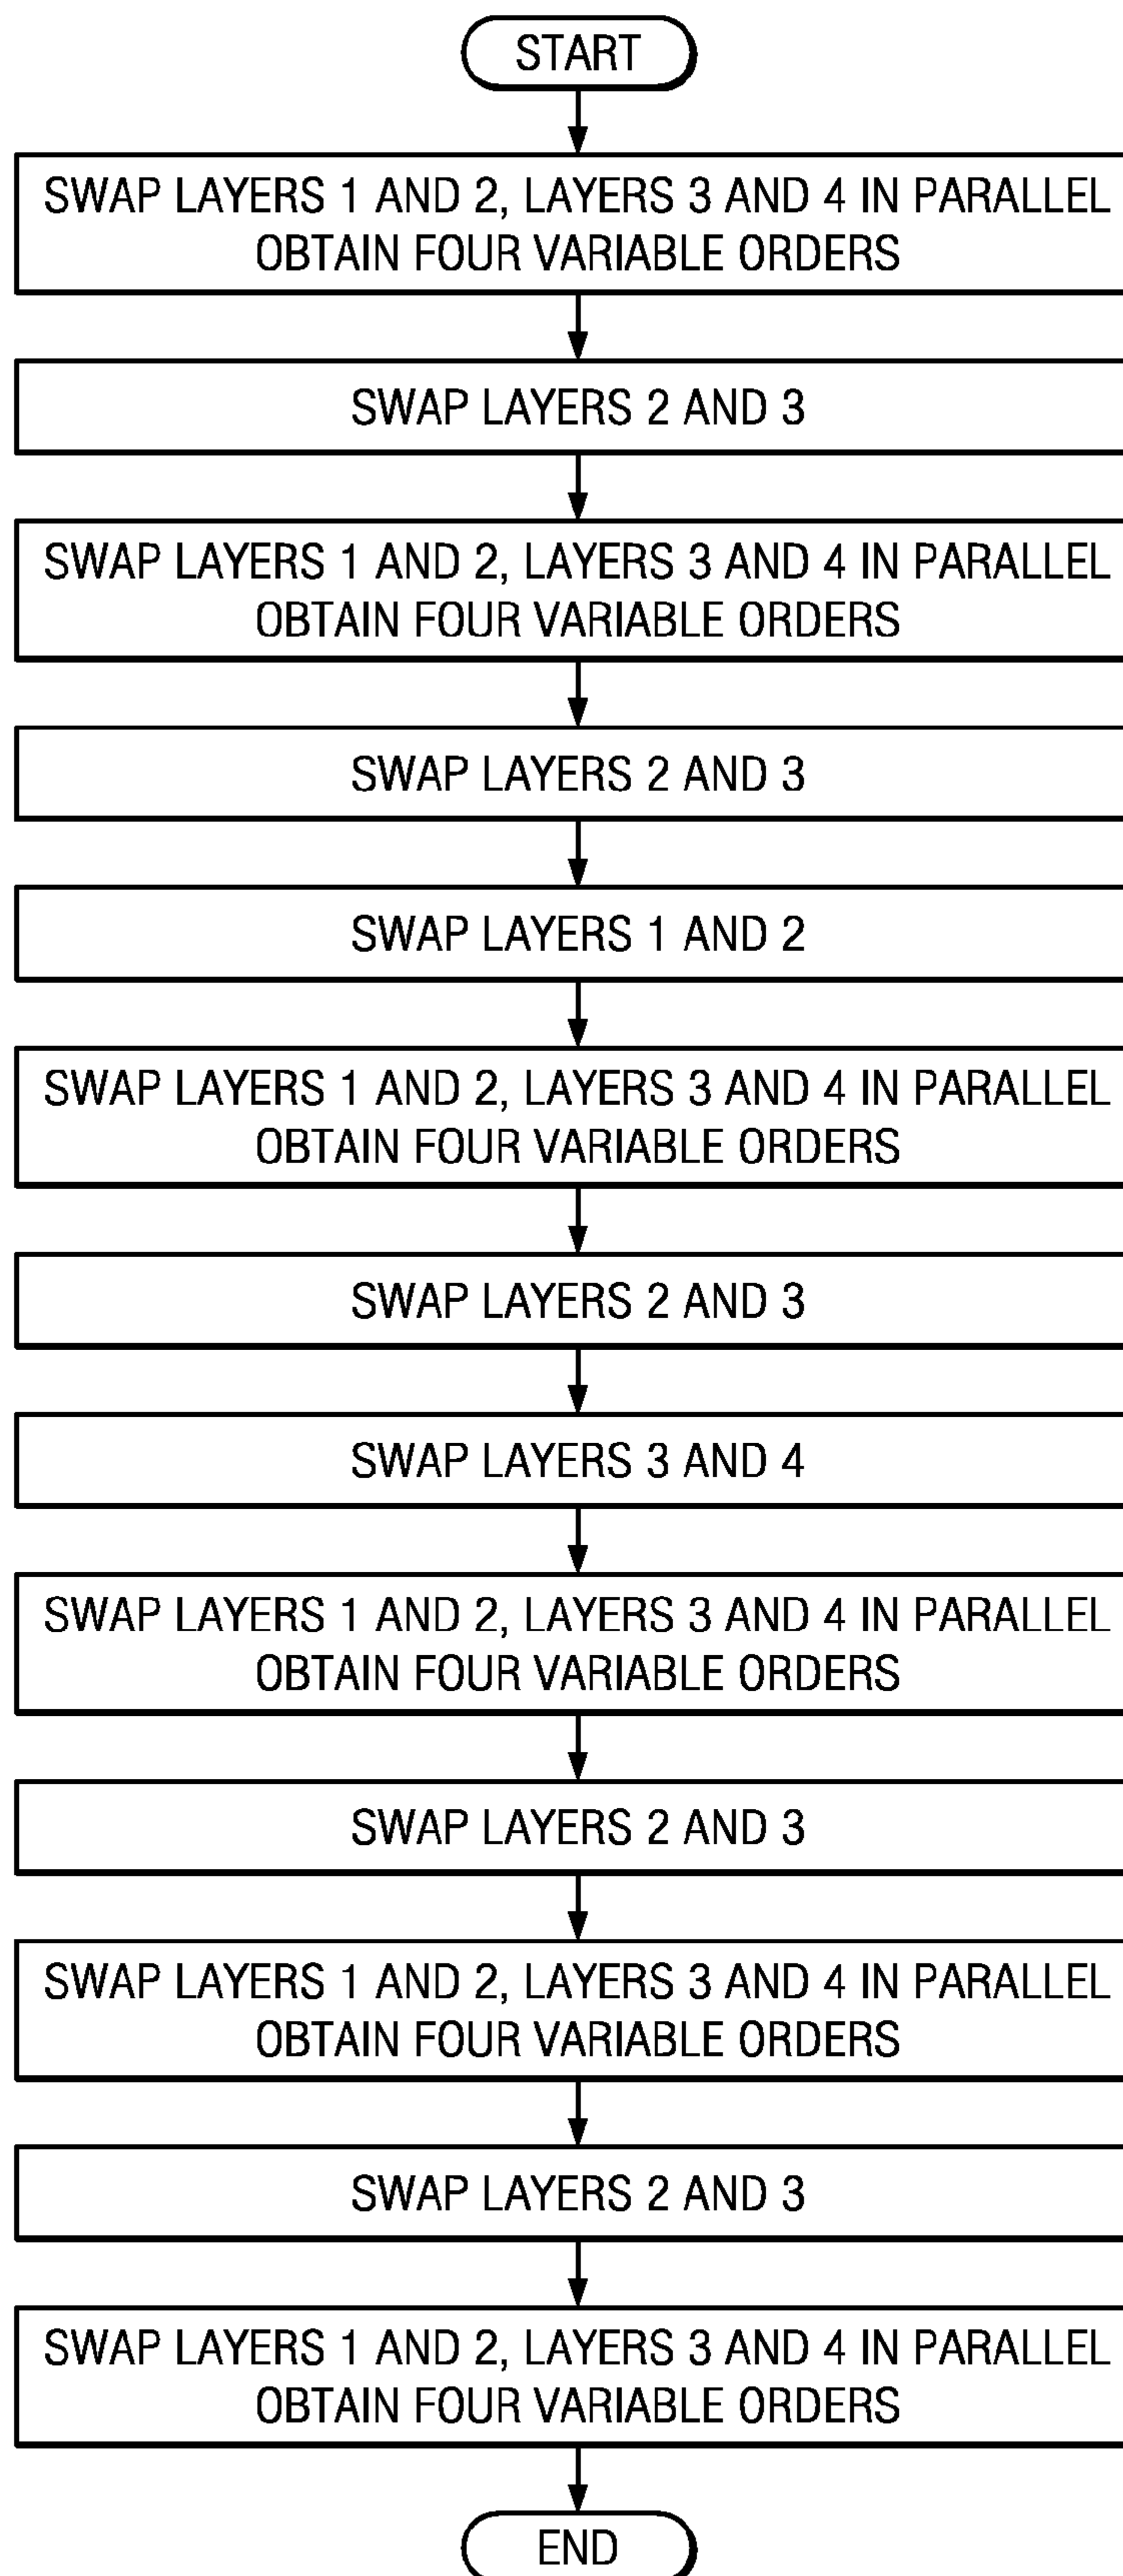 START
SWAP LAYERS 1 AND 2, LAYERS 3 AND 4 IN PARALLEL
OBTAIN FOUR VARIABLE ORDERS
SWAP LAYERS 2 AND 3
SWAP LAYERS 1 AND 2, LAYERS 3 AND 4 IN PARALLEL
OBTAIN FOUR VARIABLE ORDERS
SWAP LAYERS 2 AND 3
SWAP LAYERS 1 AND 2
SWAP LAYERS 1 AND 2, LAYERS 3 AND 4 IN PARALLEL
OBTAIN FOUR VARIABLE ORDERS
SWAP LAYERS 2 AND 3
SWAP LAYERS 3 AND 4
SWAP LAYERS 1 AND 2, LAYERS 3 AND 4 IN PARALLEL
OBTAIN FOUR VARIABLE ORDERS
SWAP LAYERS 2 AND 3
SWAP LAYERS 1 AND 2, LAYERS 3 AND 4 IN PARALLEL
OBTAIN FOUR VARIABLE ORDERS
SWAP LAYERS 2 AND 3
SWAP LAYERS 1 AND 2, LAYERS 3 AND 4 IN PARALLEL
OBTAIN FOUR VARIABLE ORDERS
END